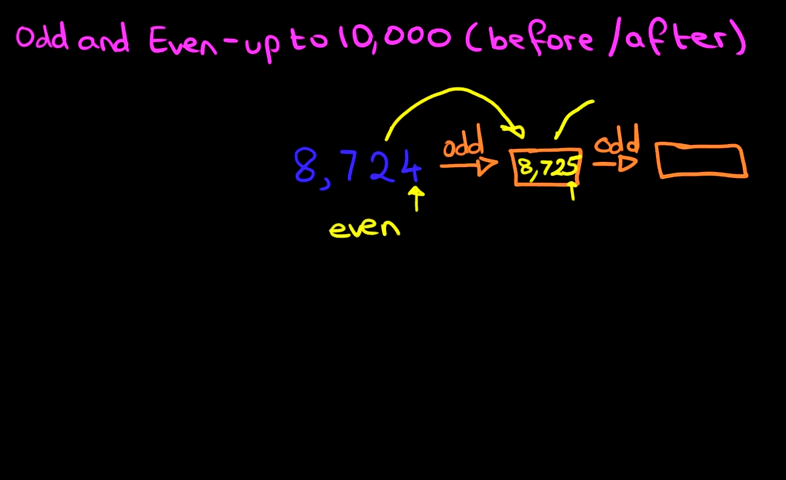 Odd and Even - up to 10,000 (before / after)
8,724 odd 8,725 odd
even